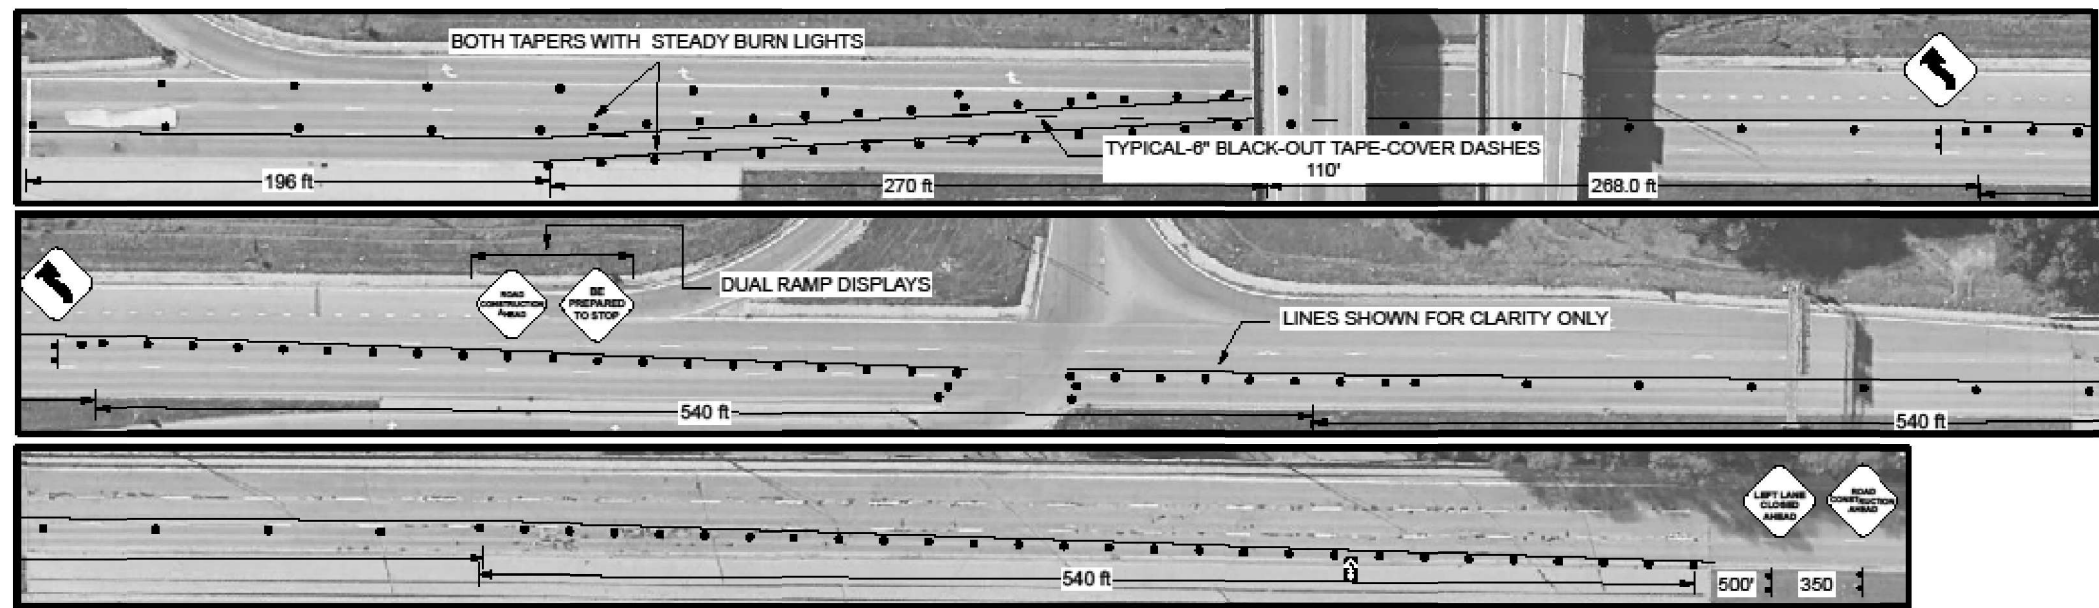 BOTH TAPERS WITH STEADY BURN LIGHTS
TYPICAL-6" BLACK-OUT TAPE-COVER DASHES
110'
196 ft
270 ft
268.0 ft
ROAD
CONSTRUCTION
AHEAD
BE
PREPARED
TO STOP
DUAL RAMP DISPLAYS
LINES SHOWN FOR CLARITY ONLY
540 ft
540 ft
LEFT LANE
CLOSED
AHEAD
ROAD
CONSTRUCTION
AHEAD
540 ft
500'
350